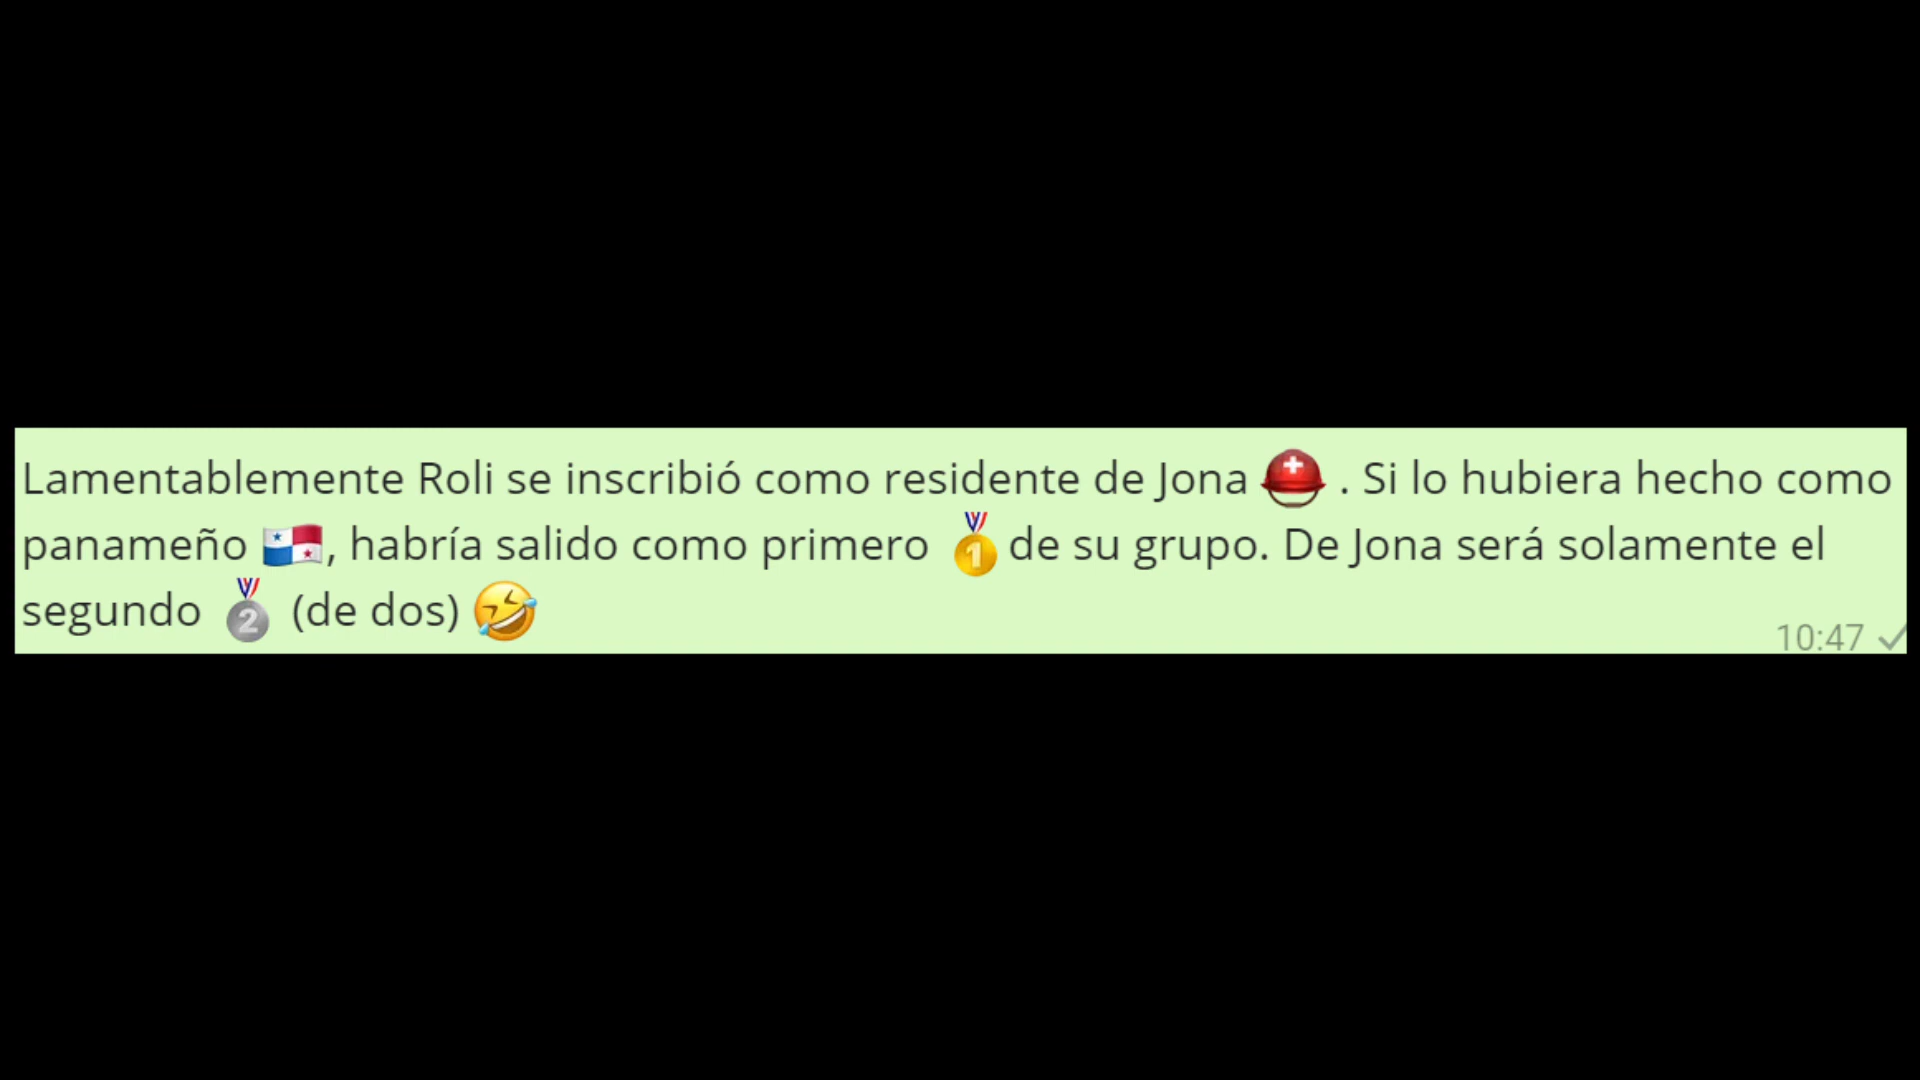 Lamentablemente Roli se inscribió como residente de Jona ⛑️ . Si lo hubiera hecho como
panameño 🇵🇦, habría salido como primero 🥇 de su grupo. De Jona será solamente el
segundo 🥈 (de dos) 🤣
10:47 ✓